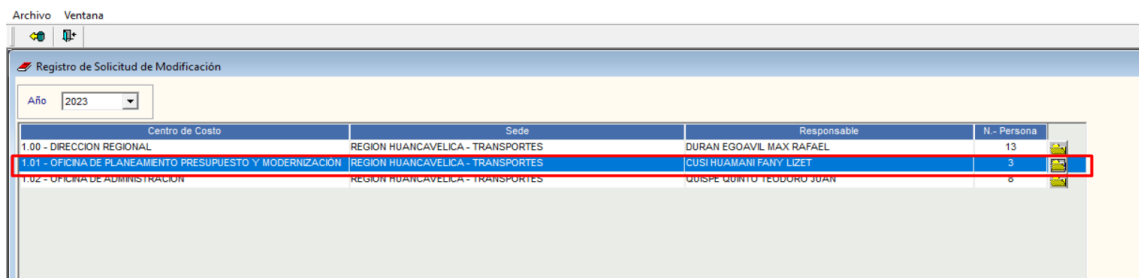 Archivo Ventana
Registro de Solicitud de Modificación
Año 2023
Centro de Costo Sede Responsable N.- Persona
1.00 - DIRECCION REGIONAL REGION HUANCAVELICA - TRANSPORTES DURAN EGOAVIL MAX RAFAEL 13
1.01 - OFICINA DE PLANEAMIENTO PRESUPUESTO Y MODERNIZACIÓN REGION HUANCAVELICA - TRANSPORTES CUSI HUAMANI FANY LIZET 3
1.02 - OFICINA DE ADMINISTRACION REGION HUANCAVELICA - TRANSPORTES QUISPE QUINTO TEODORO JUAN 8